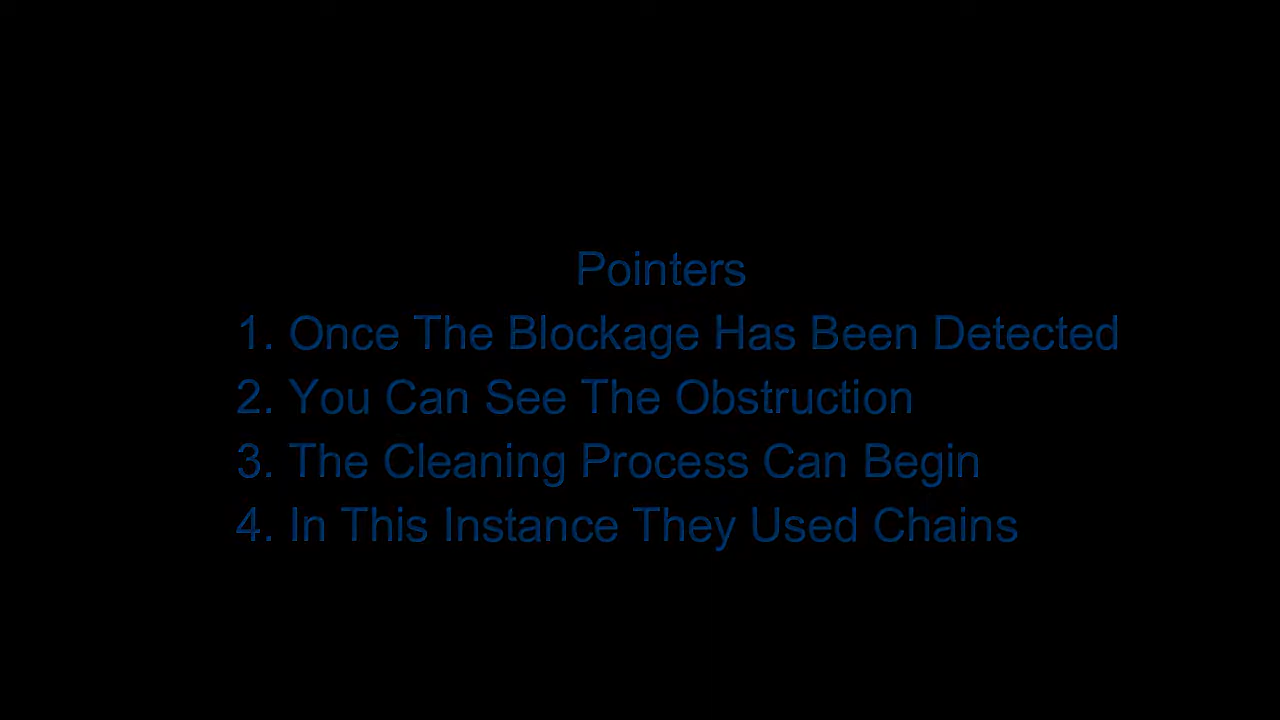 Pointers
1. Once The Blockage Has Been Detected
2. You Can See The Obstruction
3. The Cleaning Process Can Begin
4. In This Instance They Used Chains